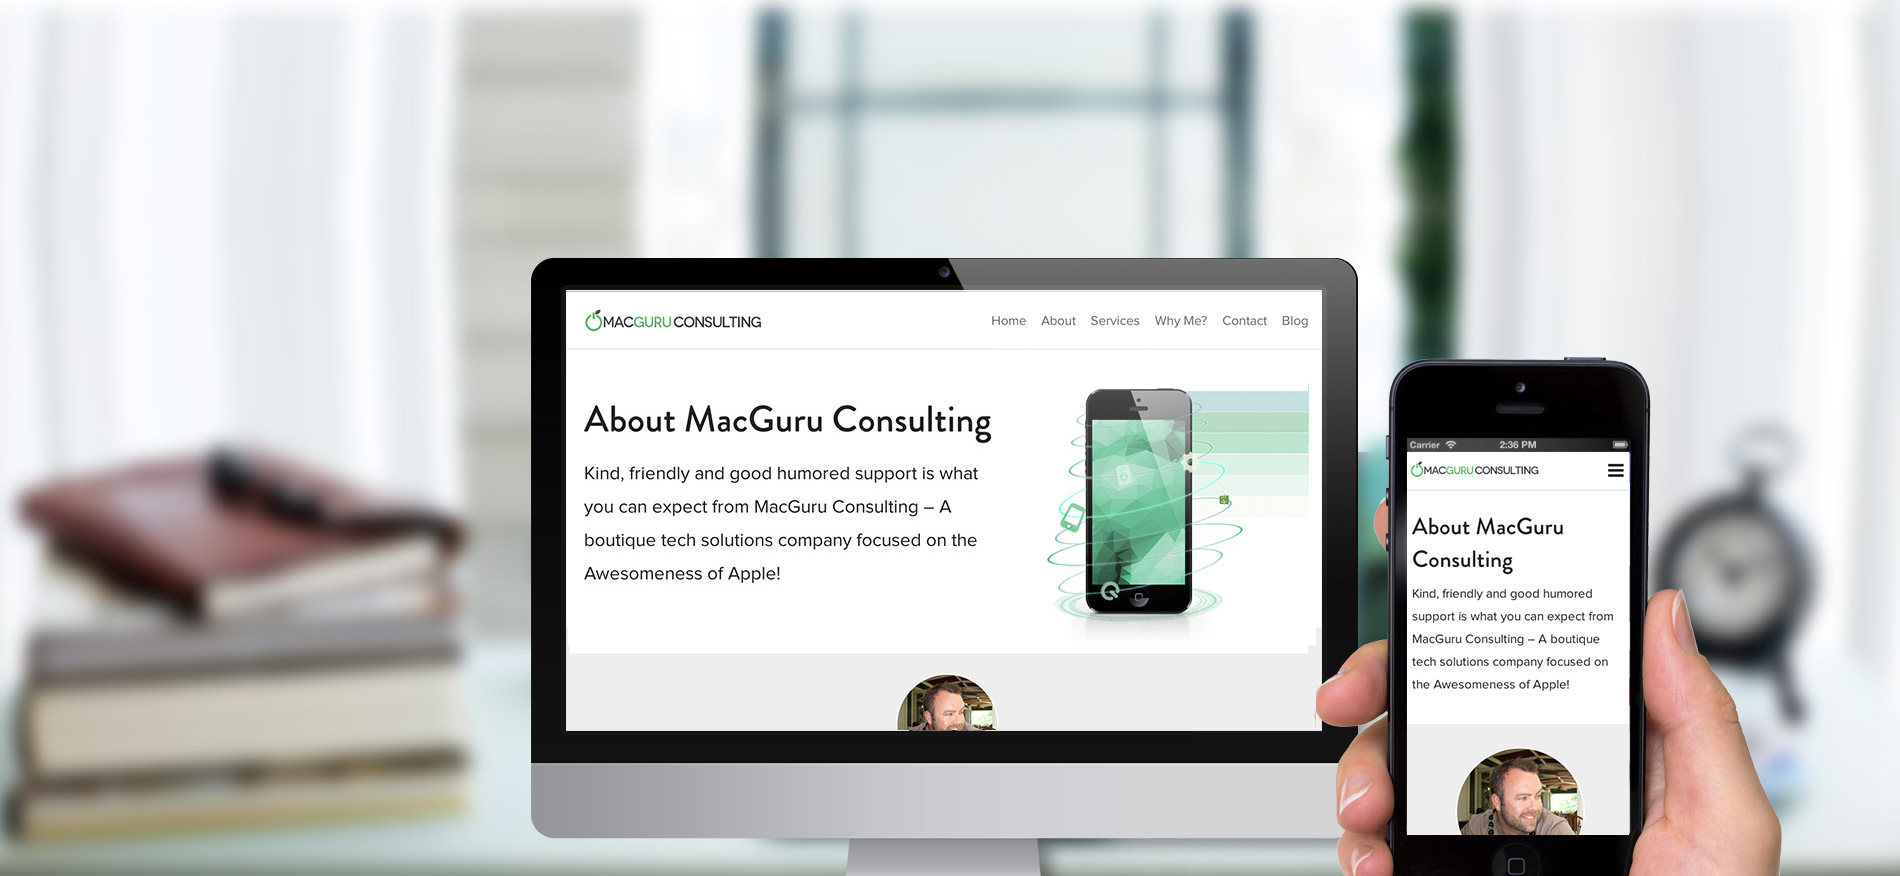 MACGURU CONSULTING
Home About Services Why Me? Contact Blog
About MacGuru Consulting
Kind, friendly and good humored support is what
you can expect from MacGuru Consulting – A
boutique tech solutions company focused on the
Awesomeness of Apple!
Carrier 2:36 PM
MACGURU CONSULTING
About MacGuru
Consulting
Kind, friendly and good humored
support is what you can expect from
MacGuru Consulting – A boutique
tech solutions company focused on
the Awesomeness of Apple!